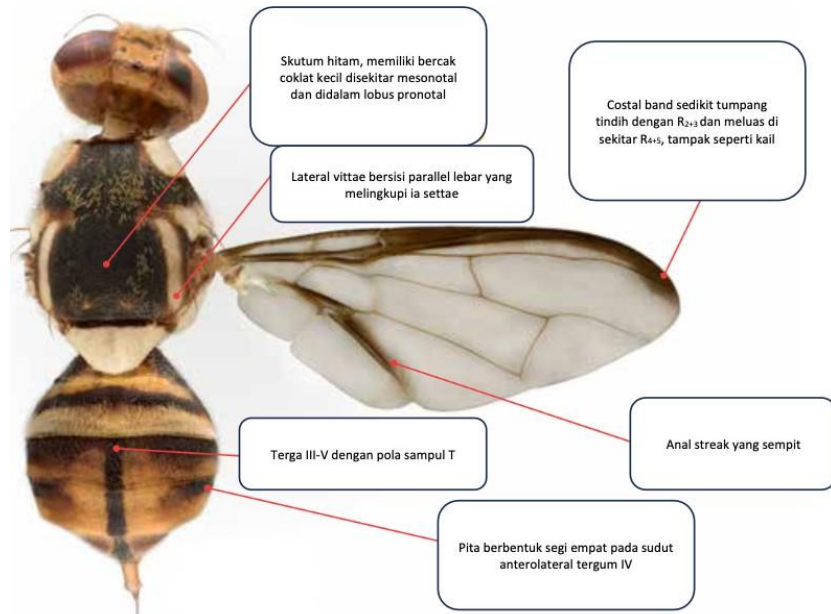 Skutum hitam, memiliki bercak
coklat kecil disekitar mesonotal
dan didalam lobus pronotal
Costal band sedikit tumpang
tindih dengan R2+3 dan meluas di
sekitar R4+5, tampak seperti kail
Lateral vittae bersisi parallel lebar yang
melingkupi ia settae
Terga III-V dengan pola sampul T
Anal streak yang sempit
Pita berbentuk segi empat pada sudut
anterolateral tergum IV